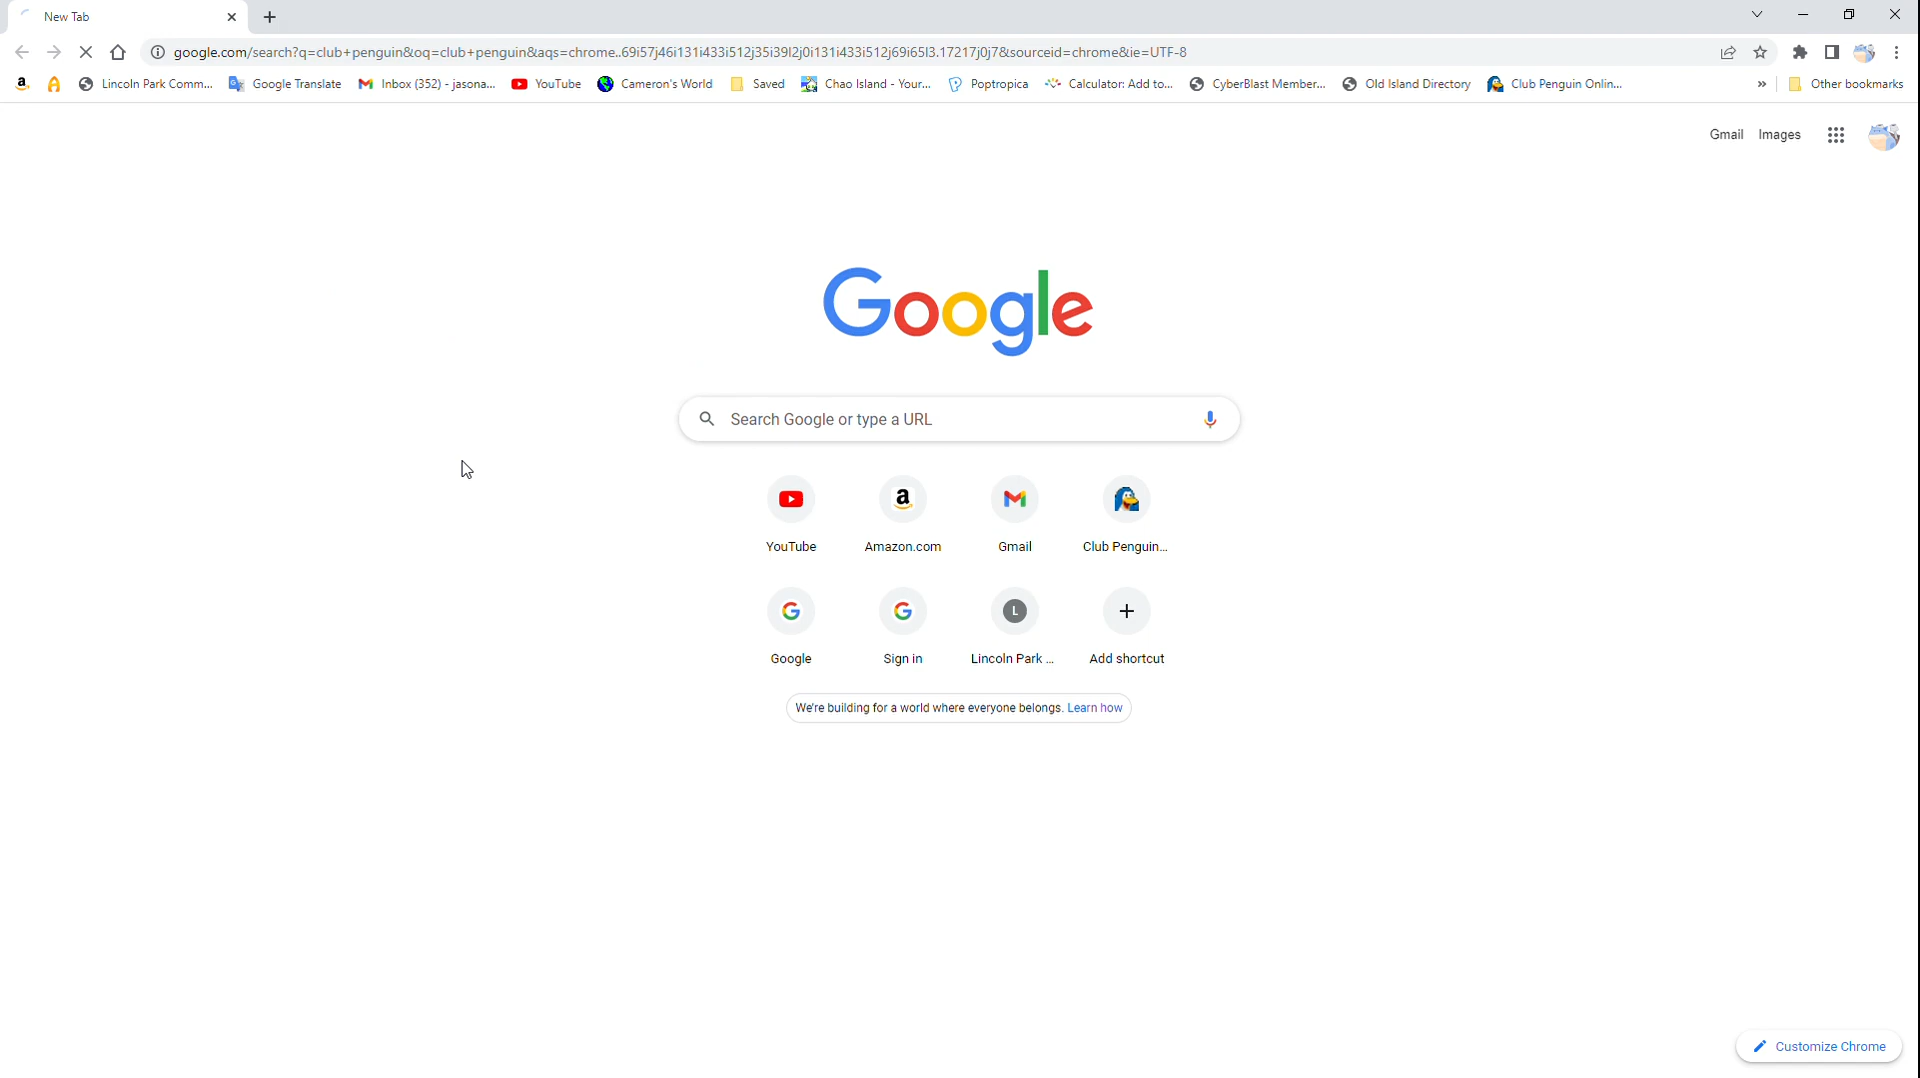 New Tab
google.com/search?q=club+penguin&oq=club+penguin&aqs=chrome..69i57j46i131i433i512j35i39l2j0i131i433i512j69i65l3.17217j0j7&sourceid=chrome&ie=UTF-8
Lincoln Park Comm... Google Translate Inbox (352) - jasona... YouTube Cameron's World Saved Chao Island - Your... Poptropica Calculator: Add to... CyberBlast Member... Old Island Directory Club Penguin Onlin... » Other bookmarks
Gmail Images
Google
Search Google or type a URL
YouTube Amazon.com Gmail Club Penguin...
L
Google Sign in Lincoln Park ... Add shortcut
We're building for a world where everyone belongs. Learn how
Customize Chrome